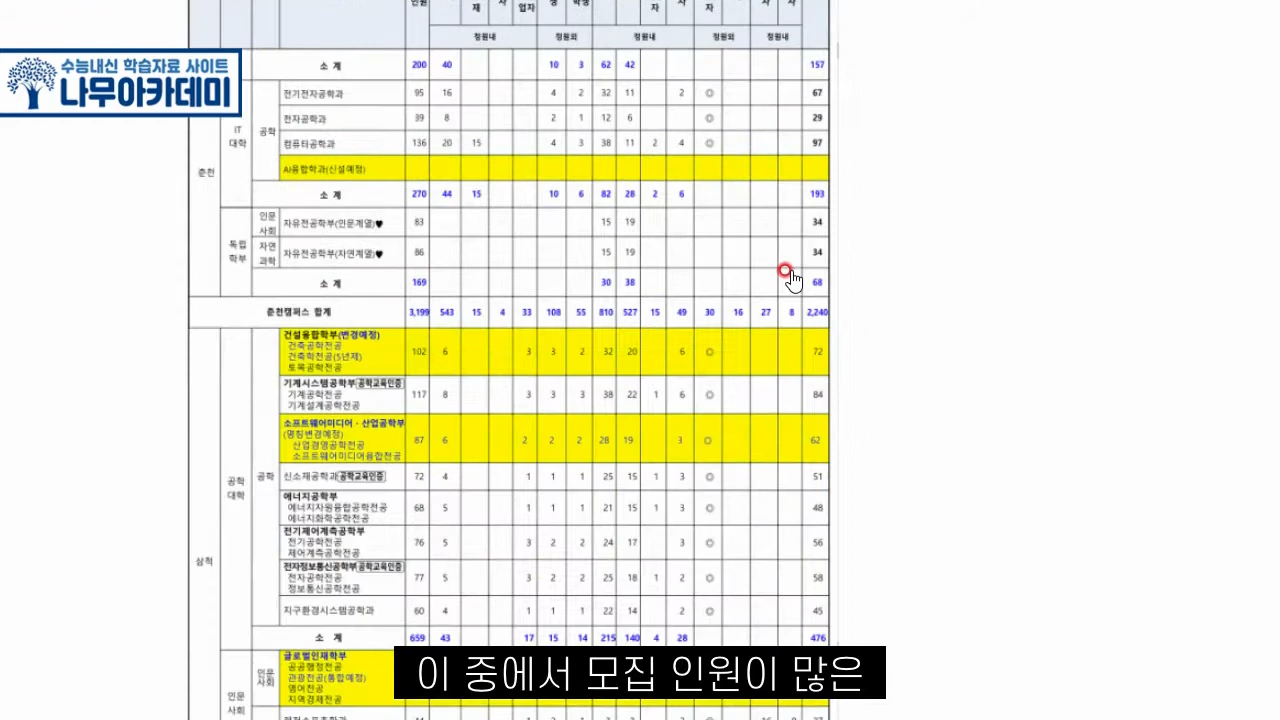 인원
재 자 업자 생 학생 자 자 자 자 자
정원내 정원외 정원내 정원외 정원내
소 계 200 40 10 3 62 42 157
수능내신 학습자료 사이트
나무아카데미
춘천
IT
대학
공학
전기전자공학과 95 16 4 2 32 11 2 ◎ 67
전자공학과 39 8 2 1 12 6 ◎ 29
컴퓨터공학과 136 20 15 4 3 38 11 2 4 ◎ 97
AI융합학과(신설예정)
소 계 270 44 15 10 6 82 28 2 6 193
독립
학부
인문
사회
자유전공학부(인문계열)♥ 83 15 19 34
자연
과학
자유전공학부(자연계열)♥ 86 15 19 34
소 계 169 30 38 68
춘천캠퍼스 합계 3,199 543 15 4 33 108 55 810 527 15 49 30 16 27 8 2,240
삼척
공학
대학
공학
건설융합학부(변경예정)
건축공학전공
건축학전공(5년제)
토목공학전공
102 6 3 3 2 32 20 6 ◎ 72
기계시스템공학부 공학교육인증
기계공학전공
기계설계공학전공
117 8 3 3 3 38 22 1 6 ◎ 84
소프트웨어미디어·산업공학부
(명칭변경예정)
산업경영공학전공
소프트웨어미디어융합전공
87 6 2 2 2 28 19 3 ◎ 62
신소재공학과 공학교육인증 72 4 1 1 1 25 15 1 3 ◎ 51
에너지공학부
에너지자원융합공학전공
에너지화학공학전공
68 5 1 1 1 21 15 1 3 ◎ 48
전기제어계측공학부
전기공학전공
제어계측공학전공
76 5 3 2 2 24 17 3 ◎ 56
전자정보통신공학부 공학교육인증
전자공학전공
정보통신공학전공
77 5 3 2 2 25 18 1 2 ◎ 58
지구환경시스템공학과 60 4 1 1 1 22 14 2 ◎ 45
소 계 659 43 17 15 14 215 140 4 28 476
인문
사회
인문
사회
글로벌인재학부
공공행정전공
관광전공(통합예정)
영어전공
지역경제전공
이 중에서 모집 인원이 많은